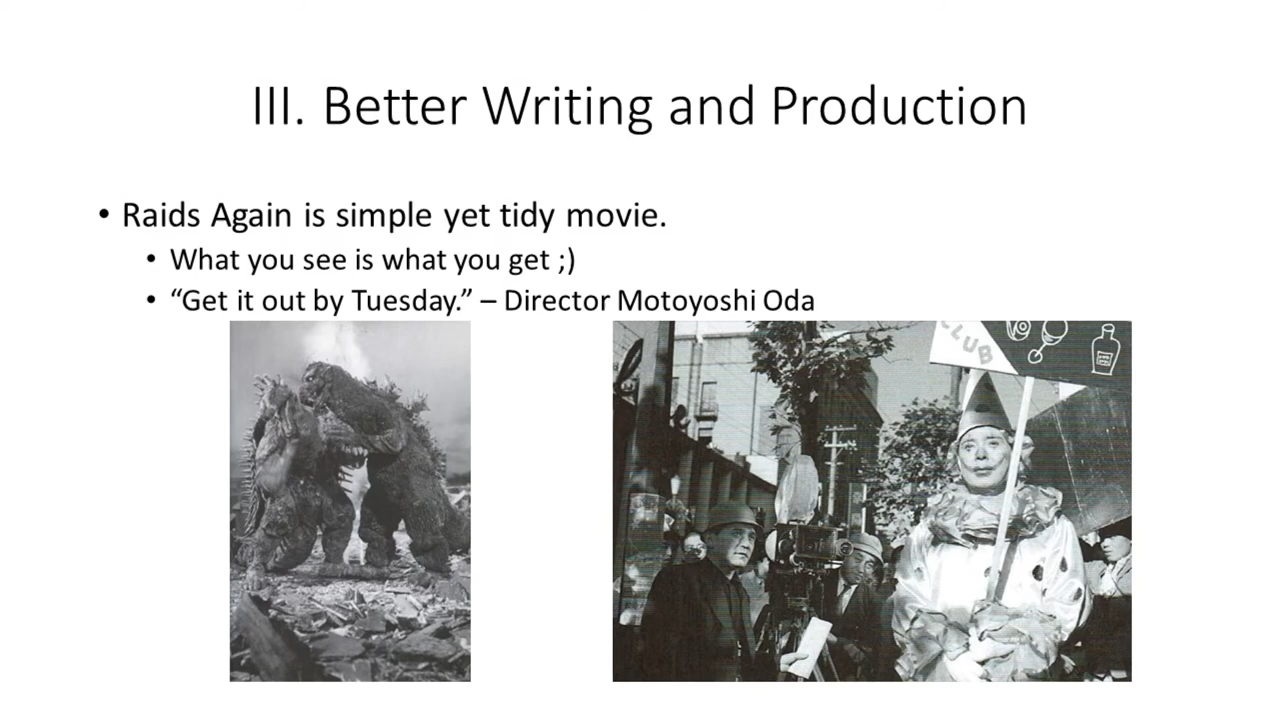 III. Better Writing and Production
• Raids Again is simple yet tidy movie.
• What you see is what you get ;)
• “Get it out by Tuesday.” – Director Motoyoshi Oda
CLUB